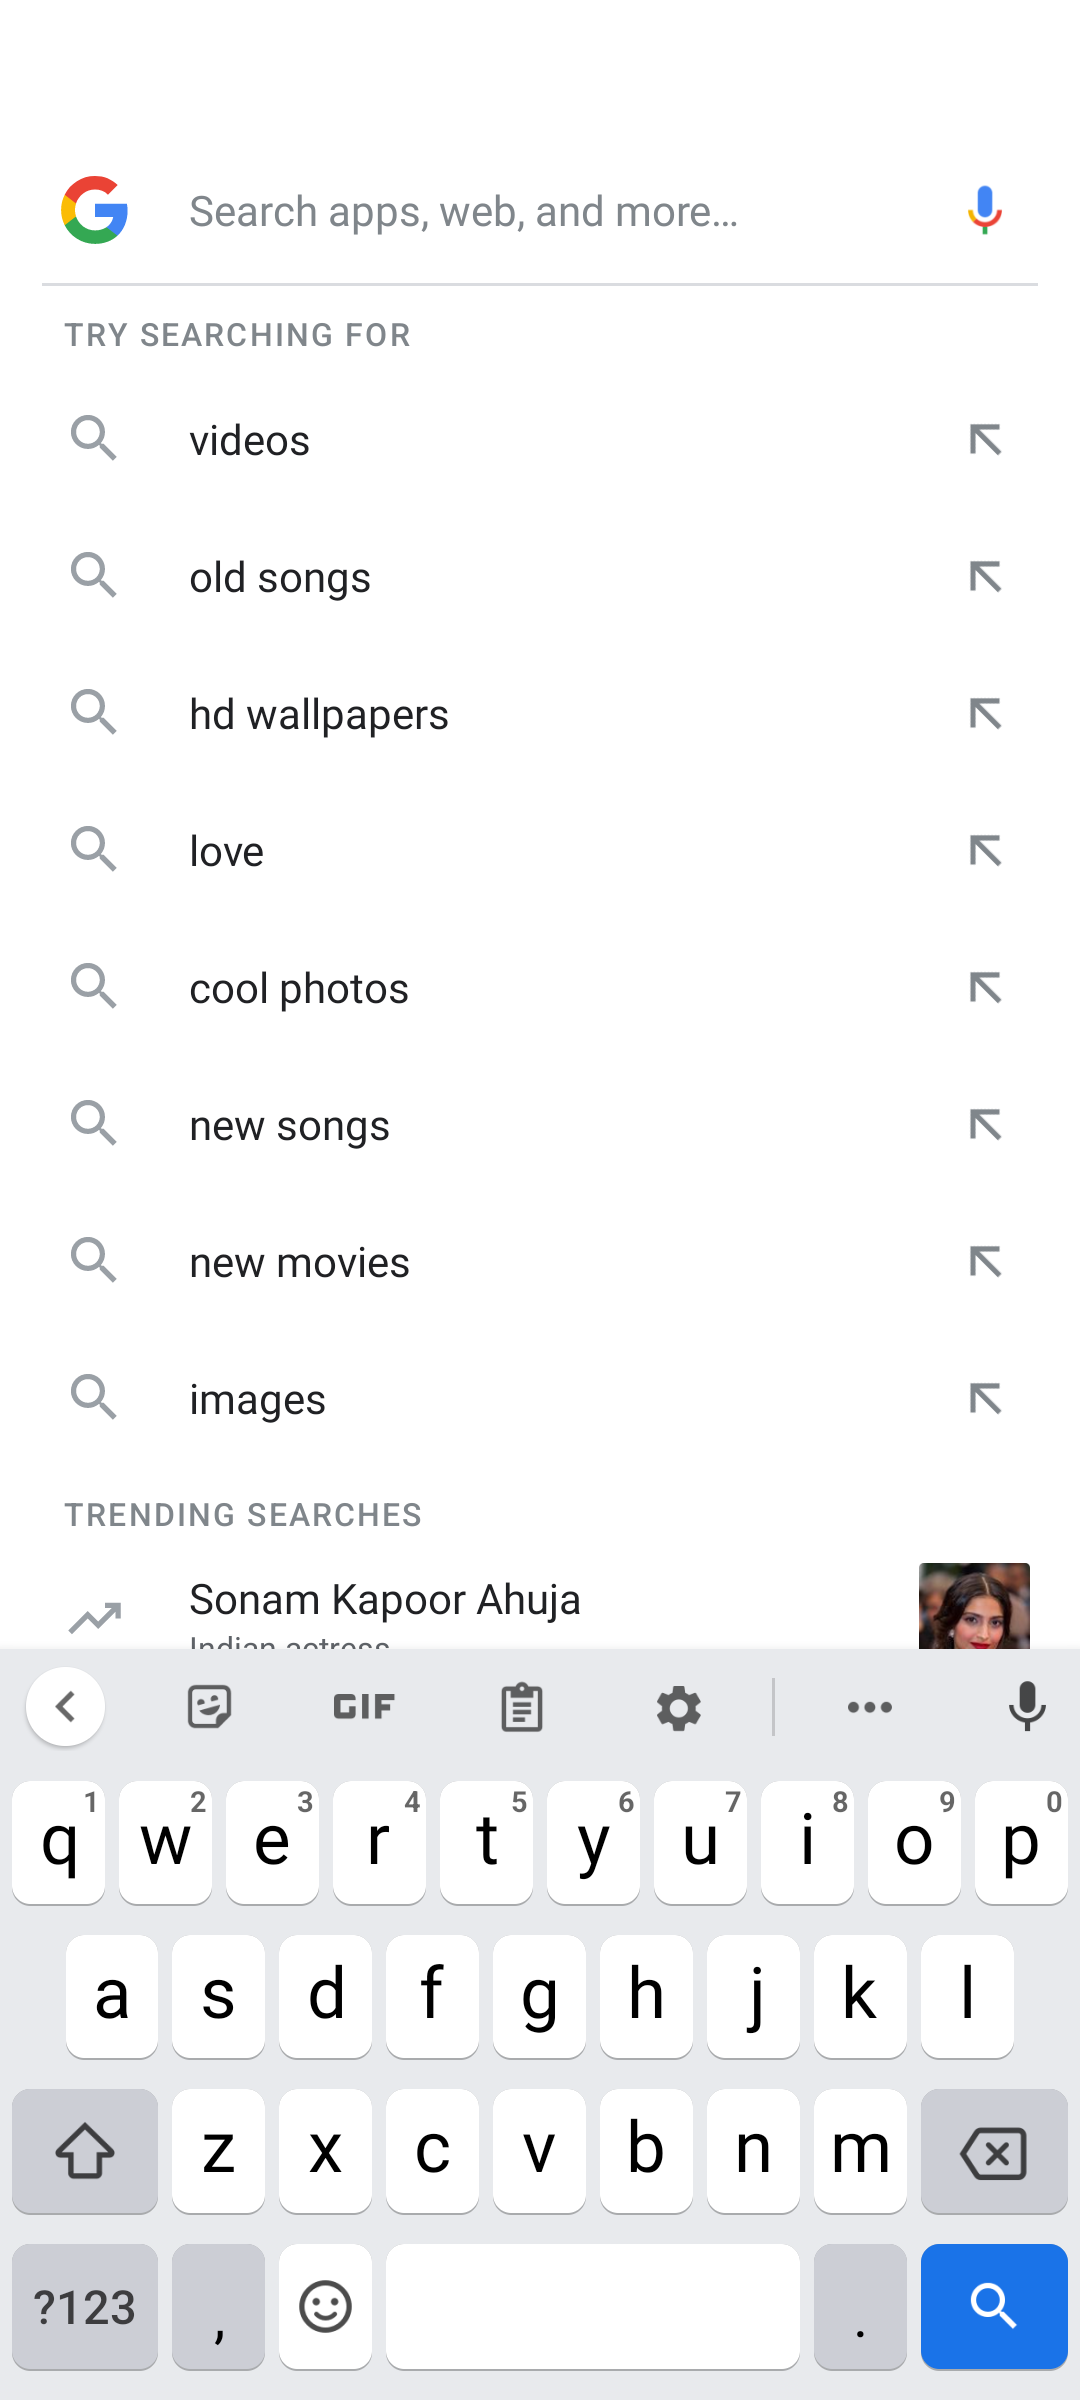 Search apps, web, and more...
TRY SEARCHING FOR
videos
old songs
hd wallpapers
love
cool photos
new songs
new movies
images
TRENDING SEARCHES
Sonam Kapoor Ahuja
Indian actress
GIF
q 1 w 2 e 3 r 4 t 5 y 6 u 7 i 8 o 9 p 0
a s d f g h j k l
z x c v b n m
?123 , .